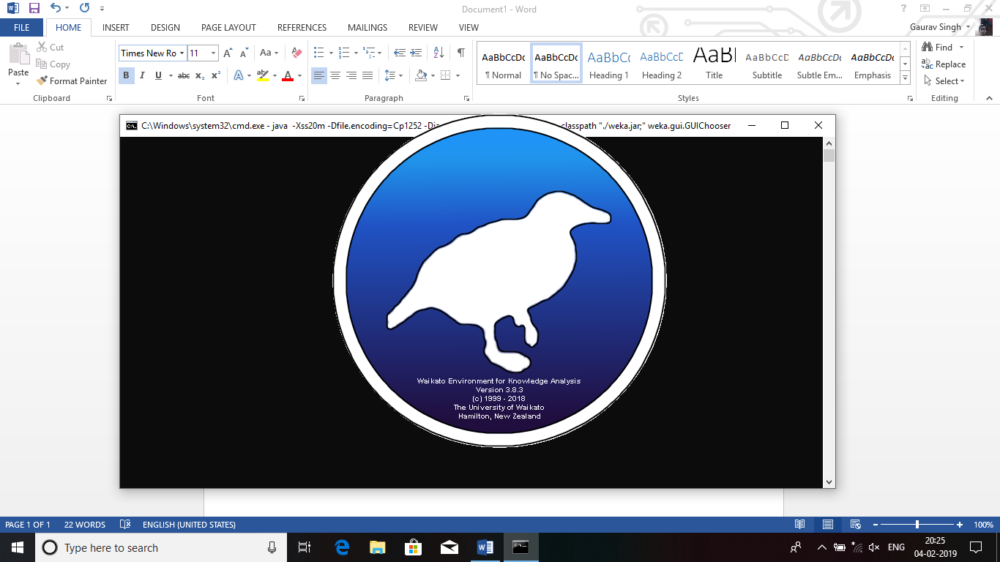 Document1 - Word
FILE HOME INSERT DESIGN PAGE LAYOUT REFERENCES MAILINGS REVIEW VIEW Gaurav Singh
Paste
Cut
Copy
Format Painter
Clipboard
Times New Ro 11
Aa
B I U abc x₂ x² A ab A
Font
Paragraph
AaBbCcDc AaBbCcDc AaBbCc AaBbCcD AaBb AaBbCcD AaBbCcDc AaBbCcDc
¶ Normal ¶ No Spac... Heading 1 Heading 2 Title Subtitle Subtle Em... Emphasis
Styles
Find
Replace
Select
Editing
C:\Windows\system32\cmd.exe - java -Xss20m -Dfile.encoding=Cp1252 classpath "./weka.jar;" weka.gui.GUIChooser
Waikato Environment for Knowledge Analysis
Version 3.8.3
(c) 1999 - 2018
The University of Waikato
Hamilton, New Zealand
PAGE 1 OF 1 22 WORDS ENGLISH (UNITED STATES) 100%
Type here to search
ENG
20:25
04-02-2019